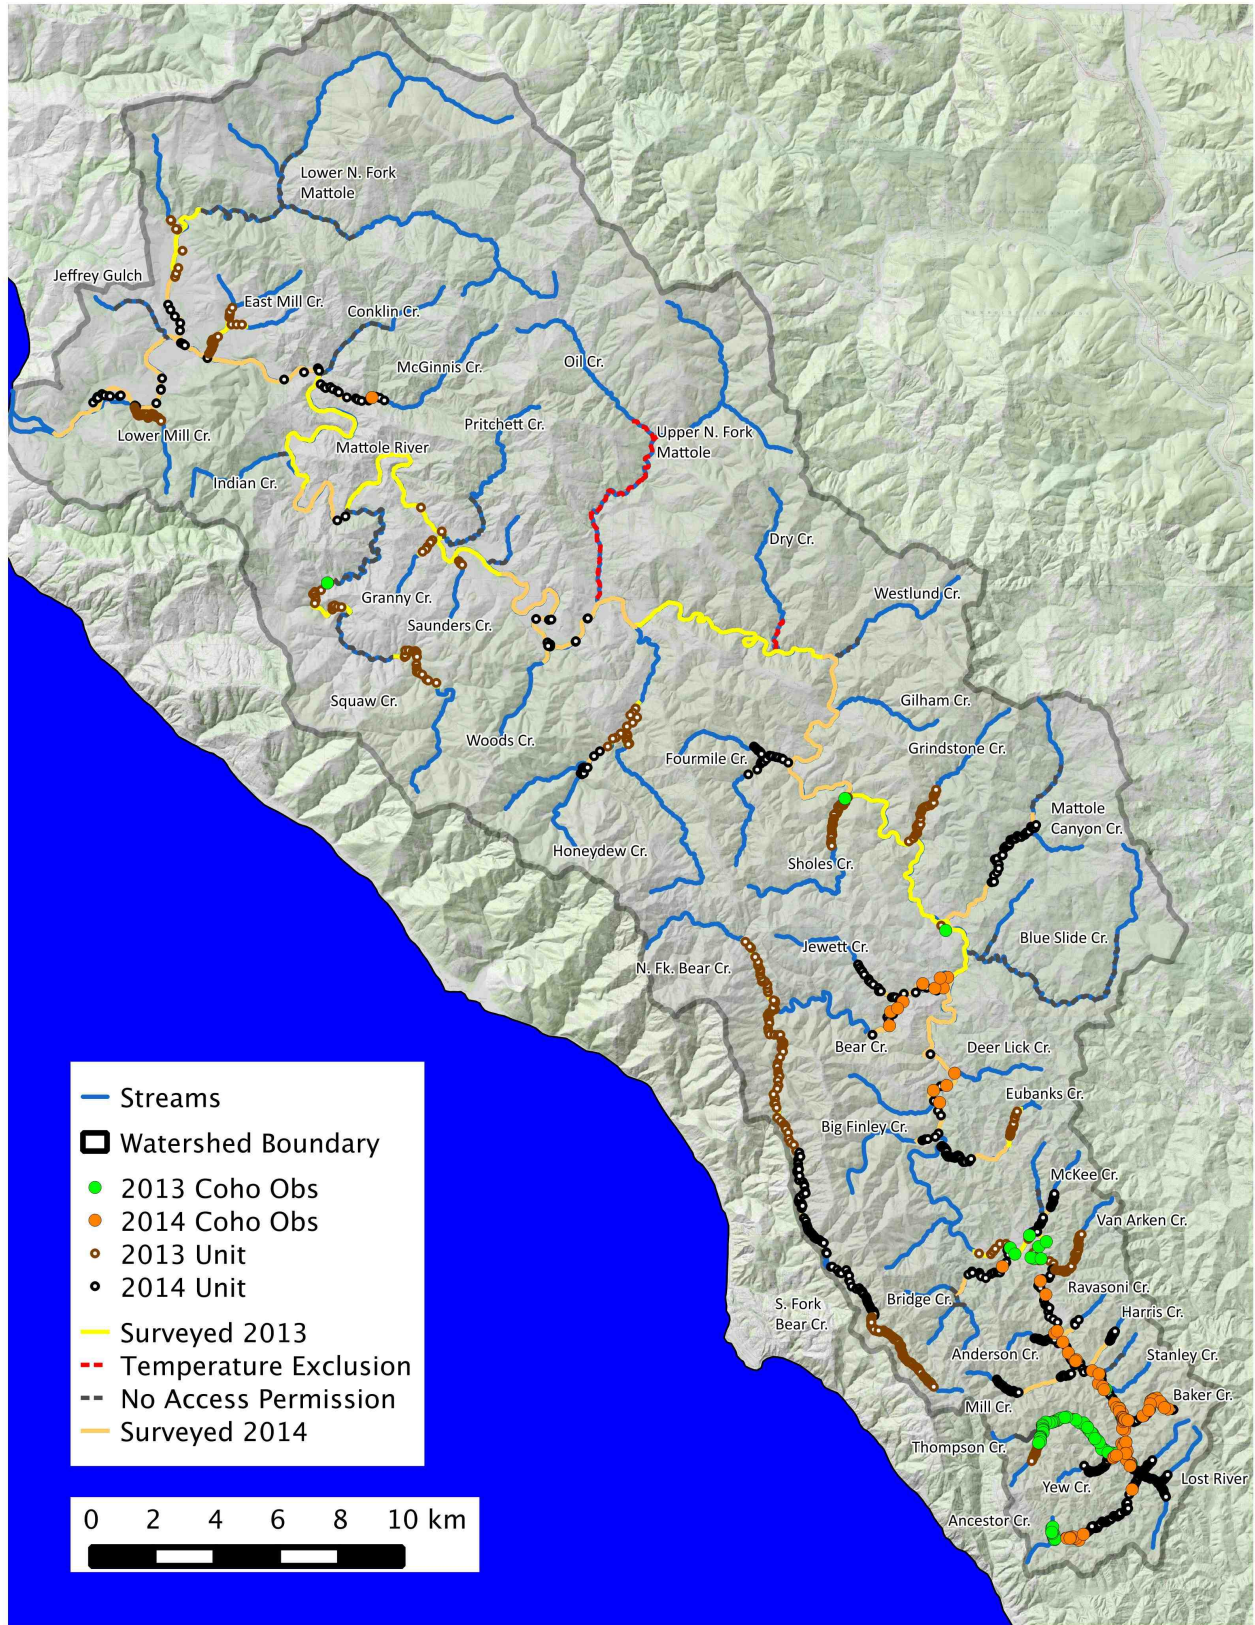 Lower N. Fork
Mattole
Jeffrey Gulch
East Mill Cr.
Conklin Cr.
McGinnis Cr.
Oil Cr.
Lower Mill Cr.
Pritchett Cr.
Upper N. Fork
Mattole
Mattole River
Indian Cr.
Dry Cr.
Granny Cr.
Westlund Cr.
Saunders Cr.
Squaw Cr.
Woods Cr.
Gilham Cr.
Fourmile Cr.
Grindstone Cr.
Mattole
Canyon Cr.
Honeydew Cr.
Sholes Cr.
N. Fk. Bear Cr.
Jewett Cr.
Blue Slide Cr.
Bear Cr.
Deer Lick Cr.
Eubanks Cr.
Big Finley Cr.
McKee Cr.
Van Arken Cr.
Ravasoni Cr.
Bridge Cr.
S. Fork
Bear Cr.
Harris Cr.
Anderson Cr.
Stanley Cr.
Baker Cr.
Mill Cr.
Thompson Cr.
Yew Cr.
Lost River
Ancestor Cr.
Streams
Watershed Boundary
2013 Coho Obs
2014 Coho Obs
2013 Unit
2014 Unit
Surveyed 2013
Temperature Exclusion
No Access Permission
Surveyed 2014
0 2 4 6 8 10 km